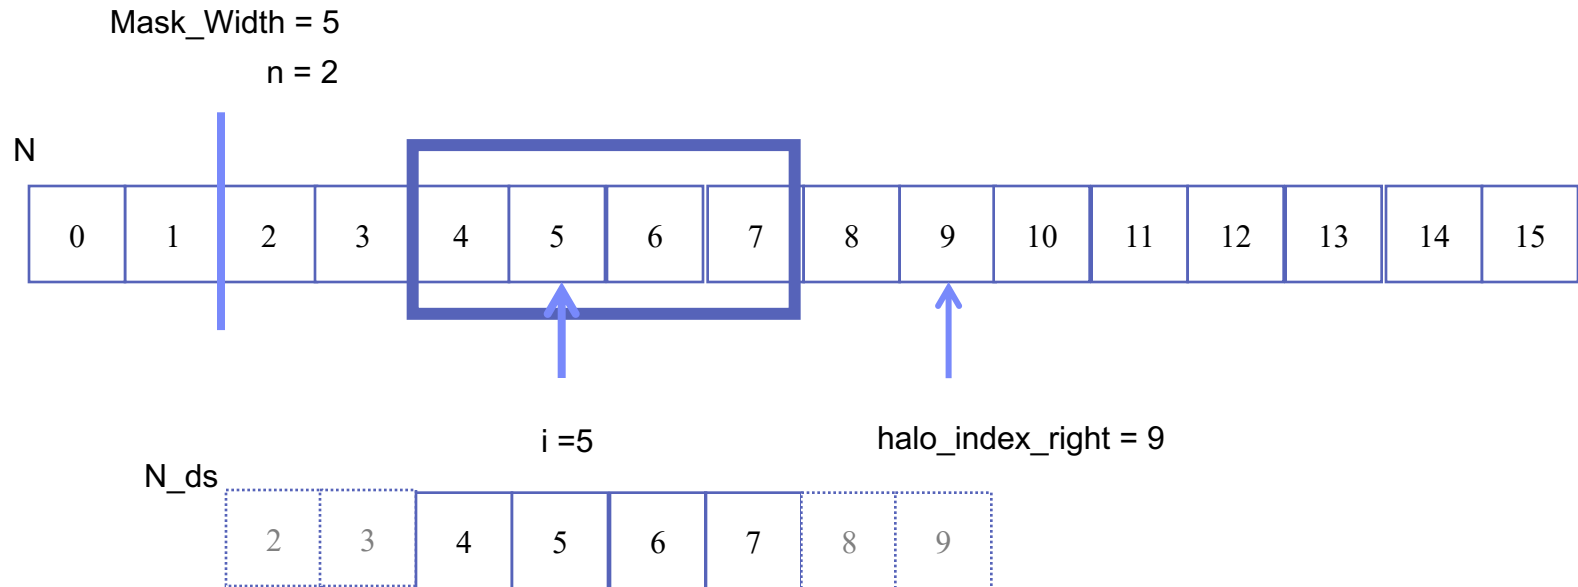 Mask_Width = 5
n = 2
N
0 1 2 3 4 5 6 7 8 9 10 11 12 13 14 15
i =5
halo_index_right = 9
N_ds
2 3 4 5 6 7 8 9